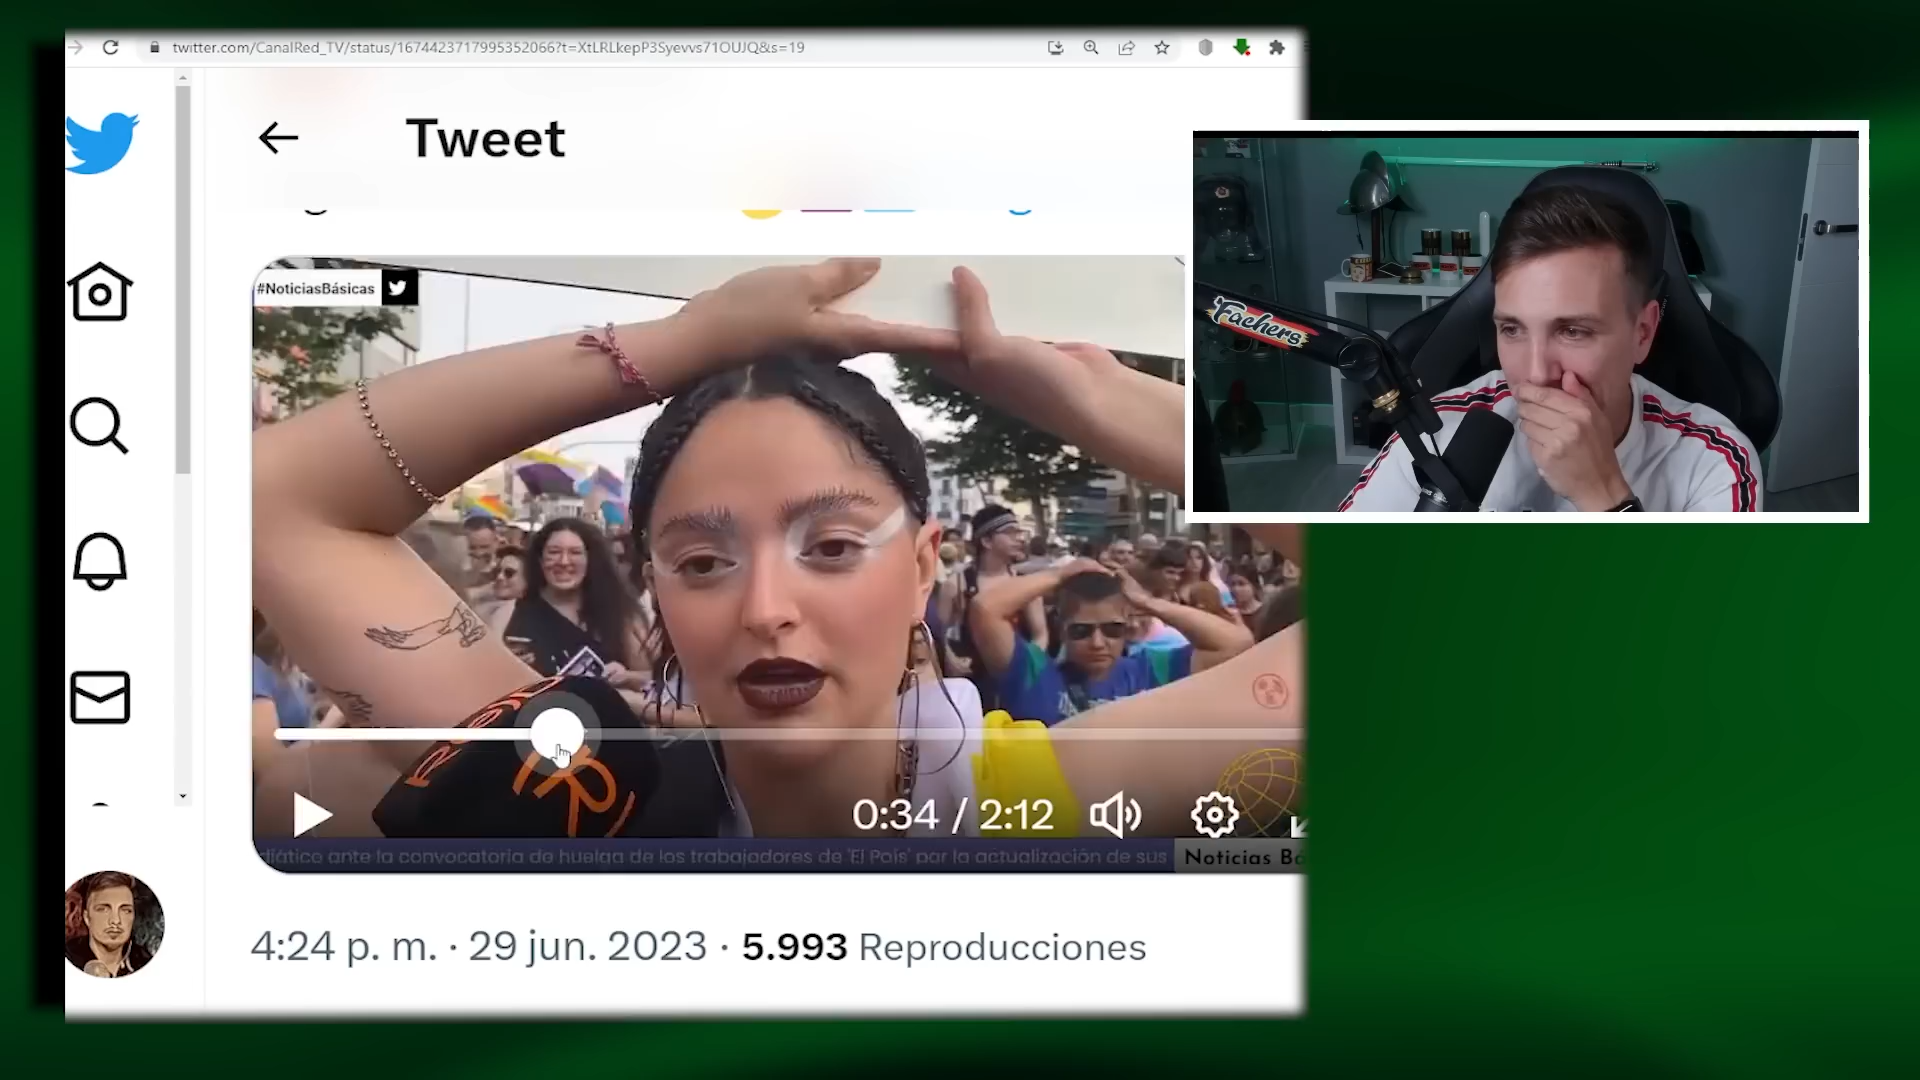 twitter.com/CanalRed_TV/status/1674423717995352066?t=XtLRLkepP3Syevvs71OUJQ&s=19
Tweet
#NoticiasBásicas
Fachers
0:34 / 2:12
diática ante la convocatoria de huelga de los trabajadores de 'El País' por la actualización de sus
Noticias Bá
4:24 p. m. · 29 jun. 2023 · 5.993 Reproducciones